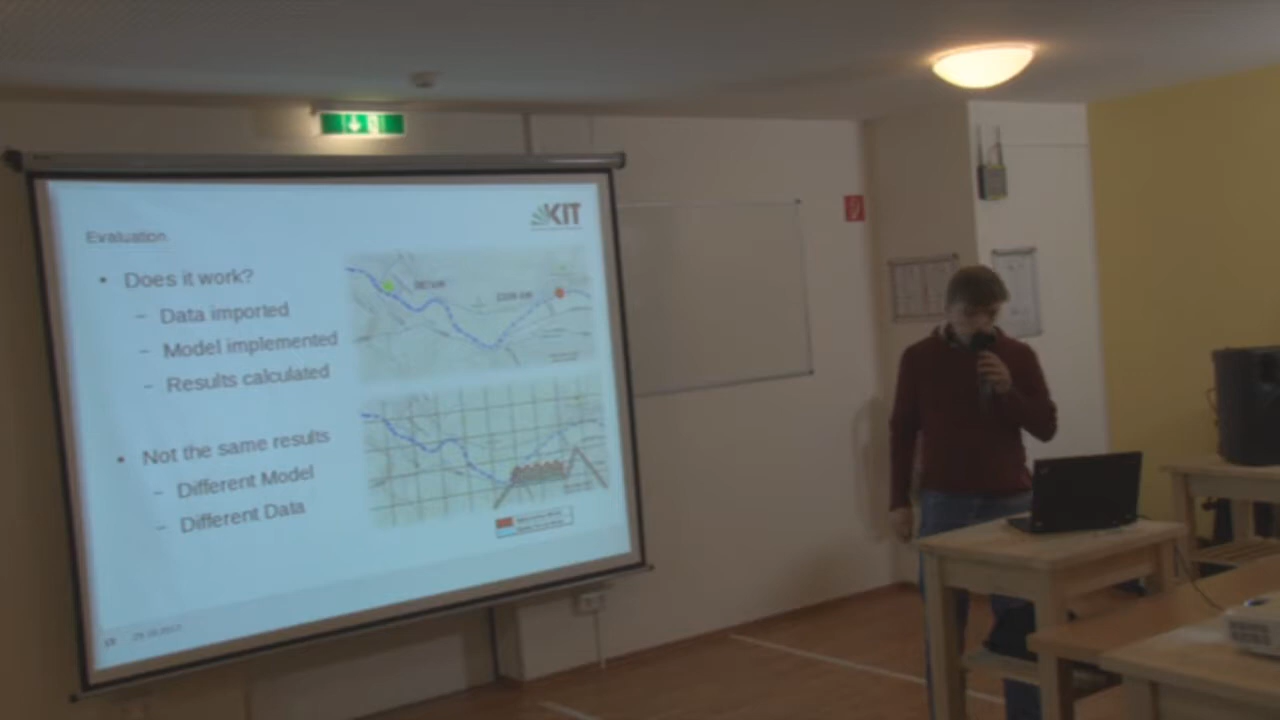 KIT
Evaluation
• Does it work?
– Data imported
– Model implemented
– Results calculated
• Not the same results
– Different Model
– Different Data